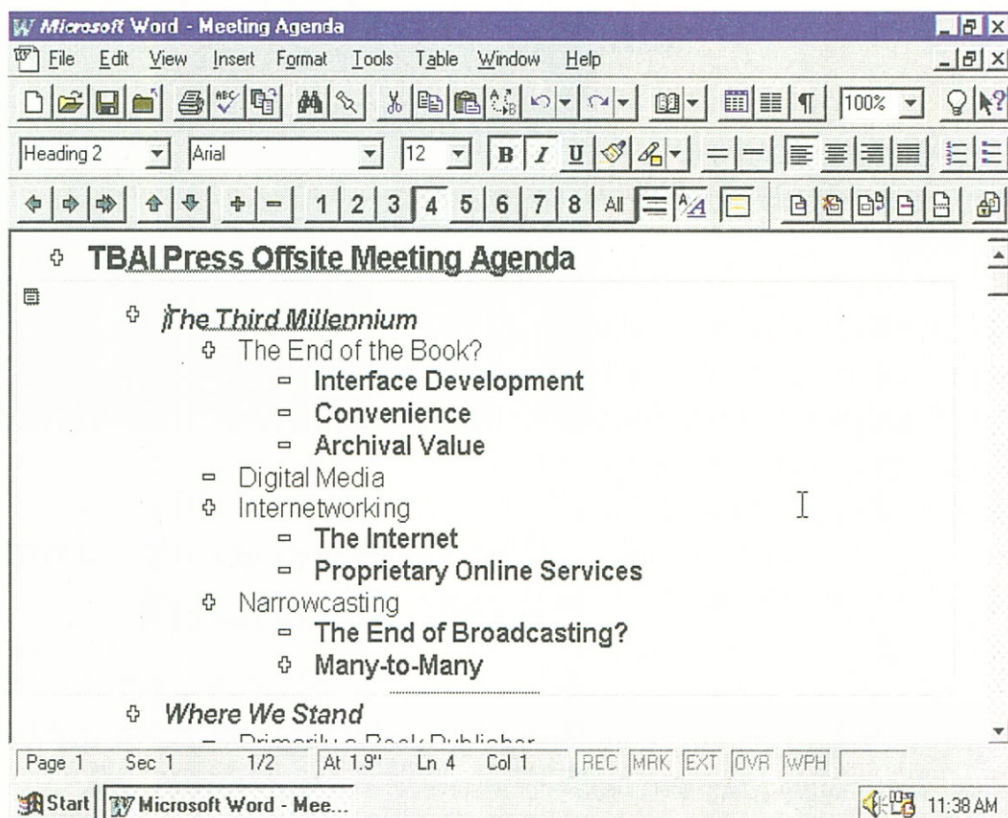 Microsoft Word - Meeting Agenda
File Edit View Insert Format Tools Table Window Help
ABC 100%
Heading 2 Arial 12 B I U
1 2 3 4 5 6 7 8 All A/A
TBAI Press Offsite Meeting Agenda
The Third Millennium
The End of the Book?
Interface Development
Convenience
Archival Value
Digital Media
Internetworking
The Internet
Proprietary Online Services
Narrowcasting
The End of Broadcasting?
Many-to-Many
Where We Stand
Primarily a Book Publisher
Page 1 Sec 1 1/2 At 1.9" Ln 4 Col 1 REC MRK EXT OVR WPH
Start Microsoft Word - Mee... 11:38 AM